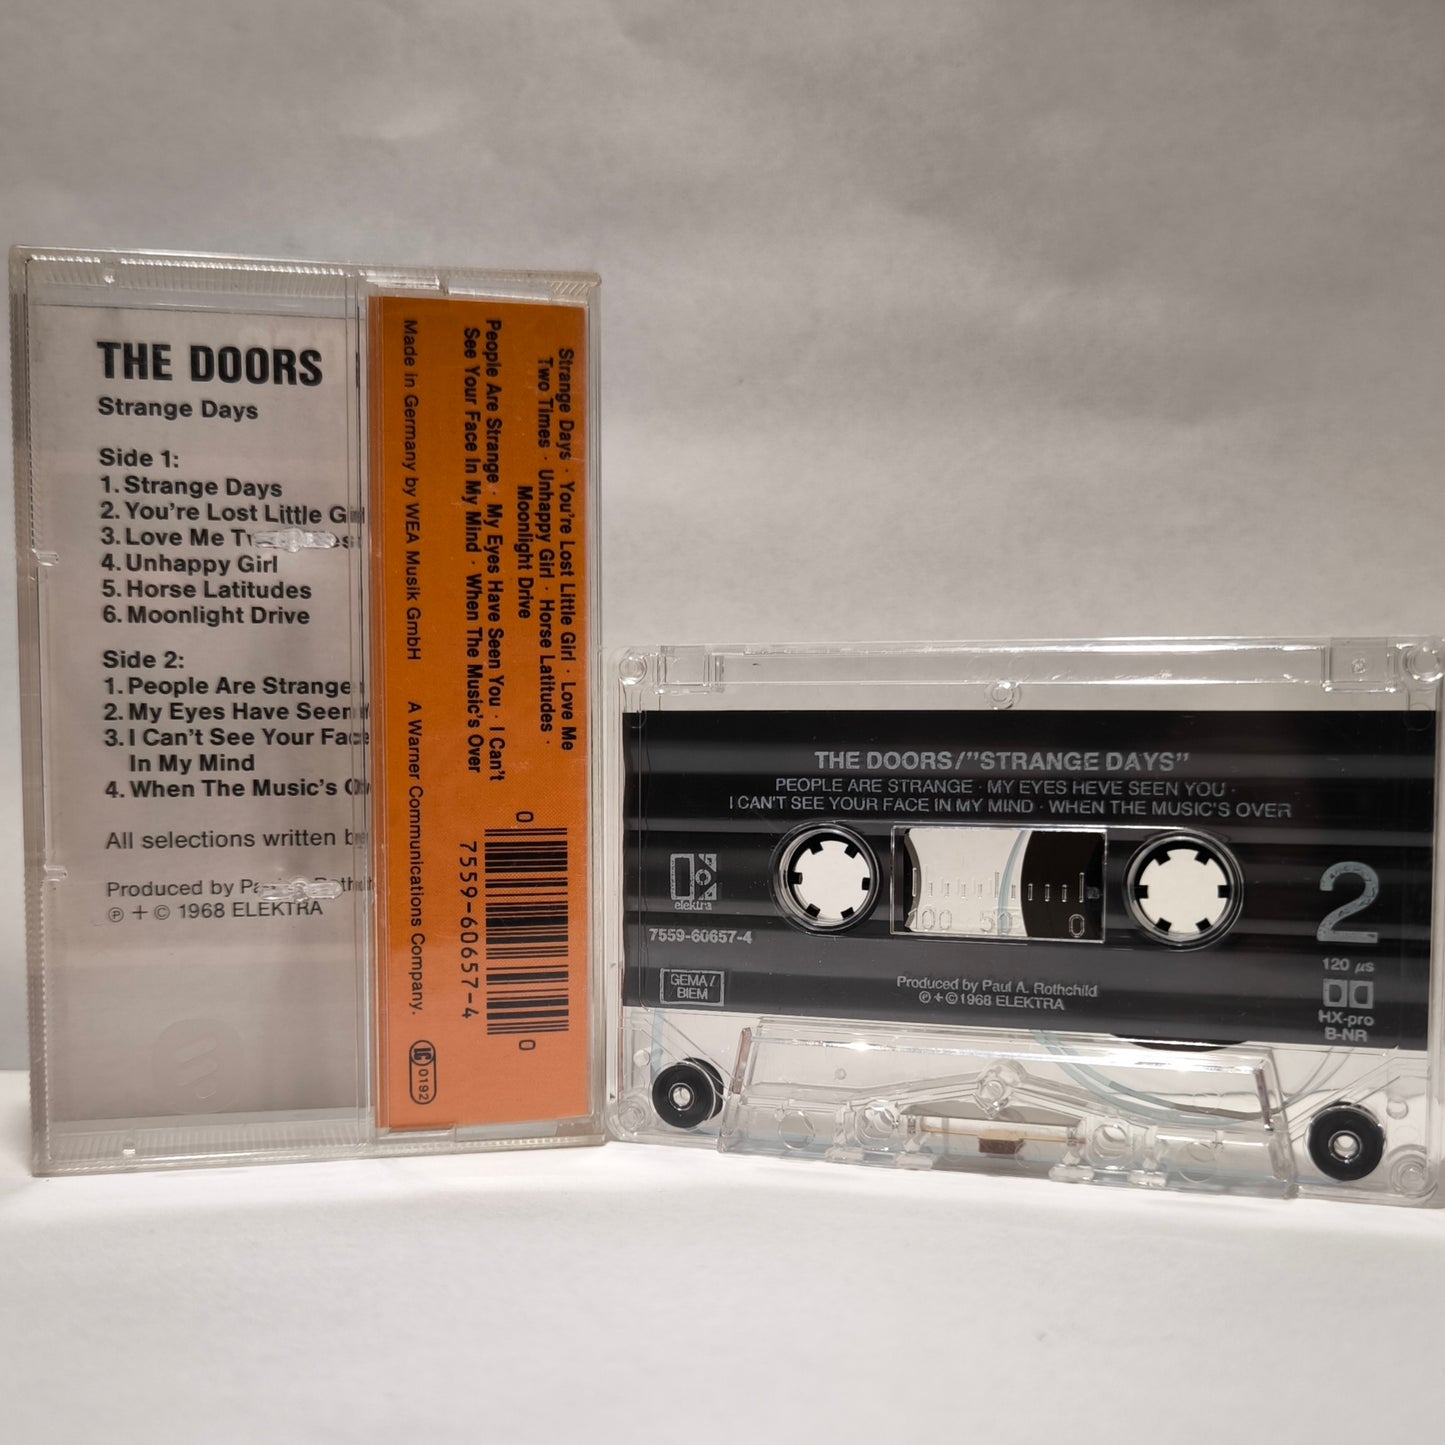 THE DOORS
Strange Days
Side 1:
1. Strange Days
2. You're Lost Little Girl
3. Love Me
4. Unhappy Girl
5. Horse Latitudes
6. Moonlight Drive
Side 2:
1. People Are Strange
2. My Eyes Have Seen
3. I Can't See Your Face
In My Mind
4. When The Music's
All selections written
Produced by
℗ + © 1968 ELEKTRA
Strange Days · You're Lost Little Girl · Love Me
Two Times · Unhappy Girl · Horse Latitudes ·
Moonlight Drive
People Are Strange · My Eyes Have Seen You · I Can't
See Your Face In My Mind · When The Music's Over
Made in Germany by WEA Musik GmbH A Warner Communications Company.
0 0
7559-60657-4
LC 0192
THE DOORS/"STRANGE DAYS"
PEOPLE ARE STRANGE · MY EYES HEVE SEEN YOU ·
I CAN'T SEE YOUR FACE IN MY MIND · WHEN THE MUSIC'S OVER
elektra
7559-60657-4
GEMA/
BIEM
100 50 0
2
120 µs
HX-pro
B-NR
Produced by Paul A. Rothchild
℗ + © 1968 ELEKTRA